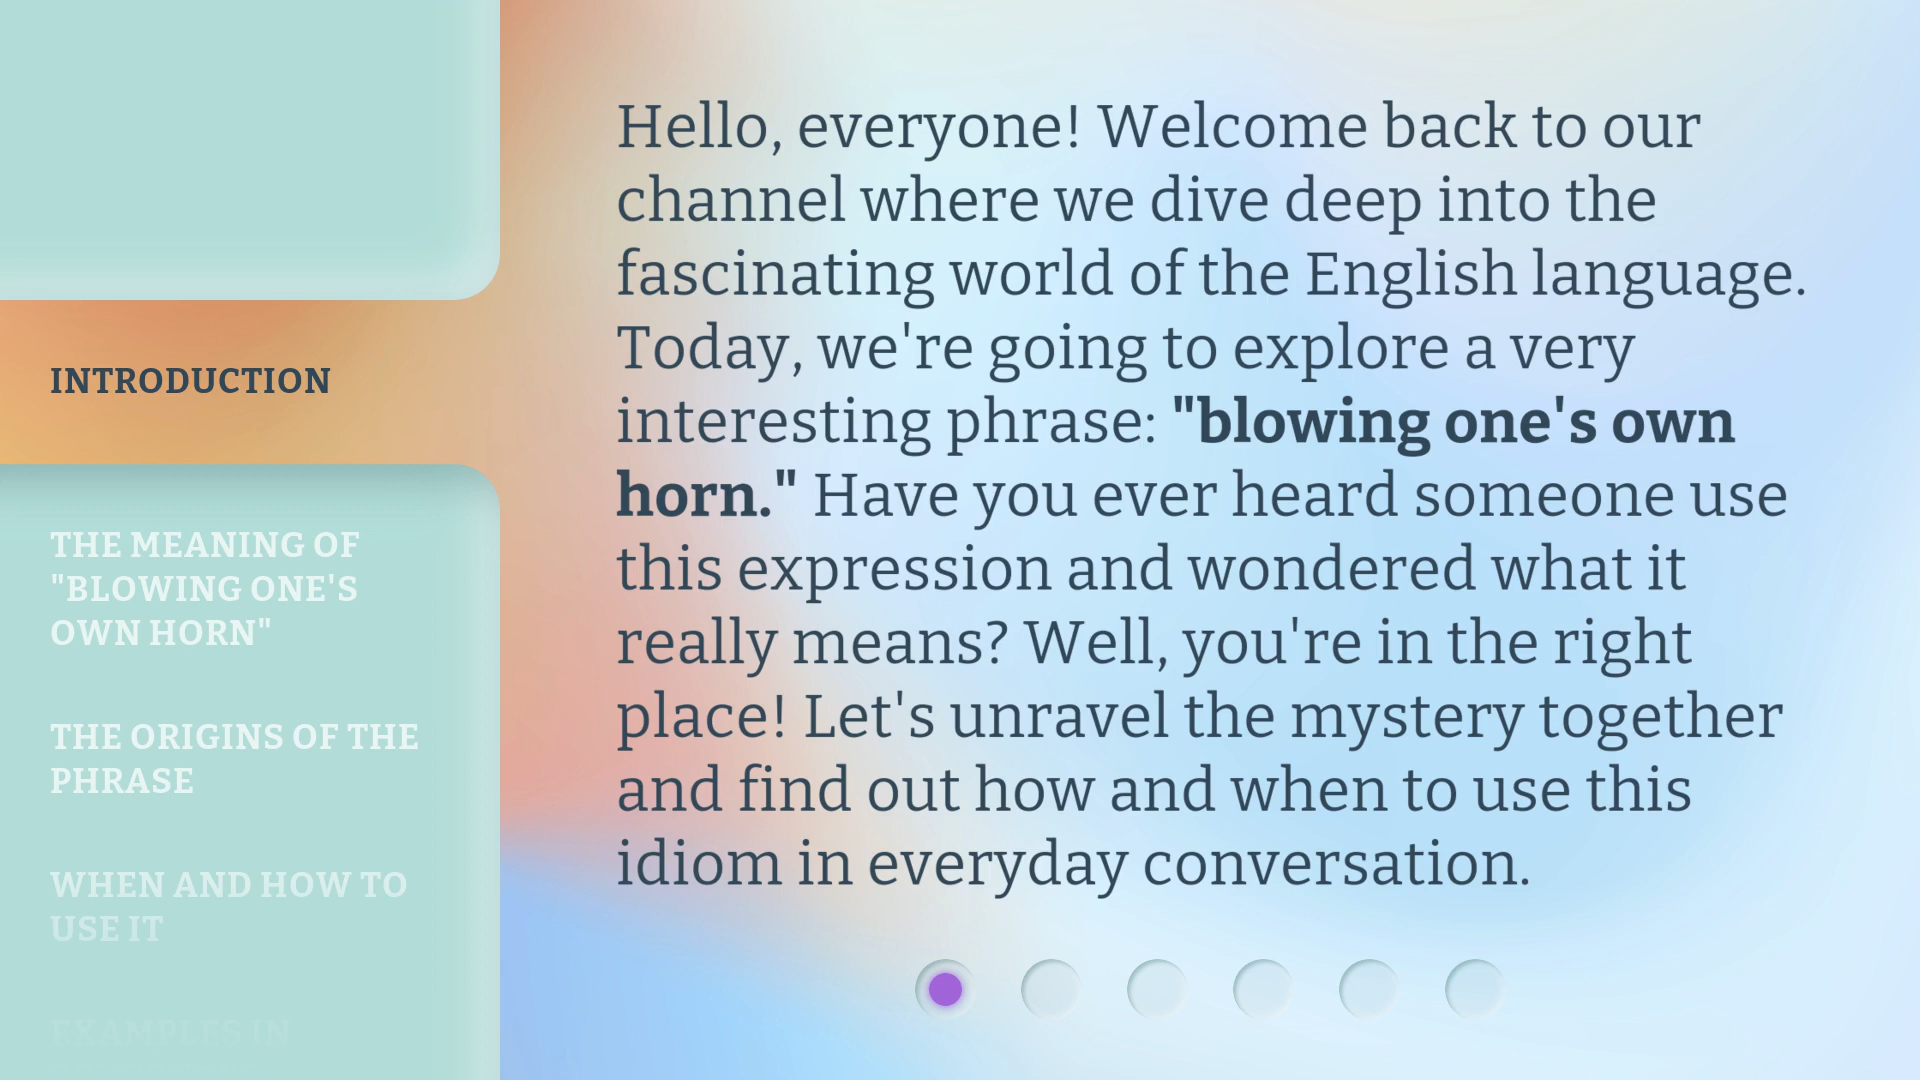 INTRODUCTION
THE MEANING OF
"BLOWING ONE'S
OWN HORN"
THE ORIGINS OF THE
PHRASE
WHEN AND HOW TO
USE IT
EXAMPLES IN
Hello, everyone! Welcome back to our
channel where we dive deep into the
fascinating world of the English language.
Today, we're going to explore a very
interesting phrase: "blowing one's own
horn." Have you ever heard someone use
this expression and wondered what it
really means? Well, you're in the right
place! Let's unravel the mystery together
and find out how and when to use this
idiom in everyday conversation.